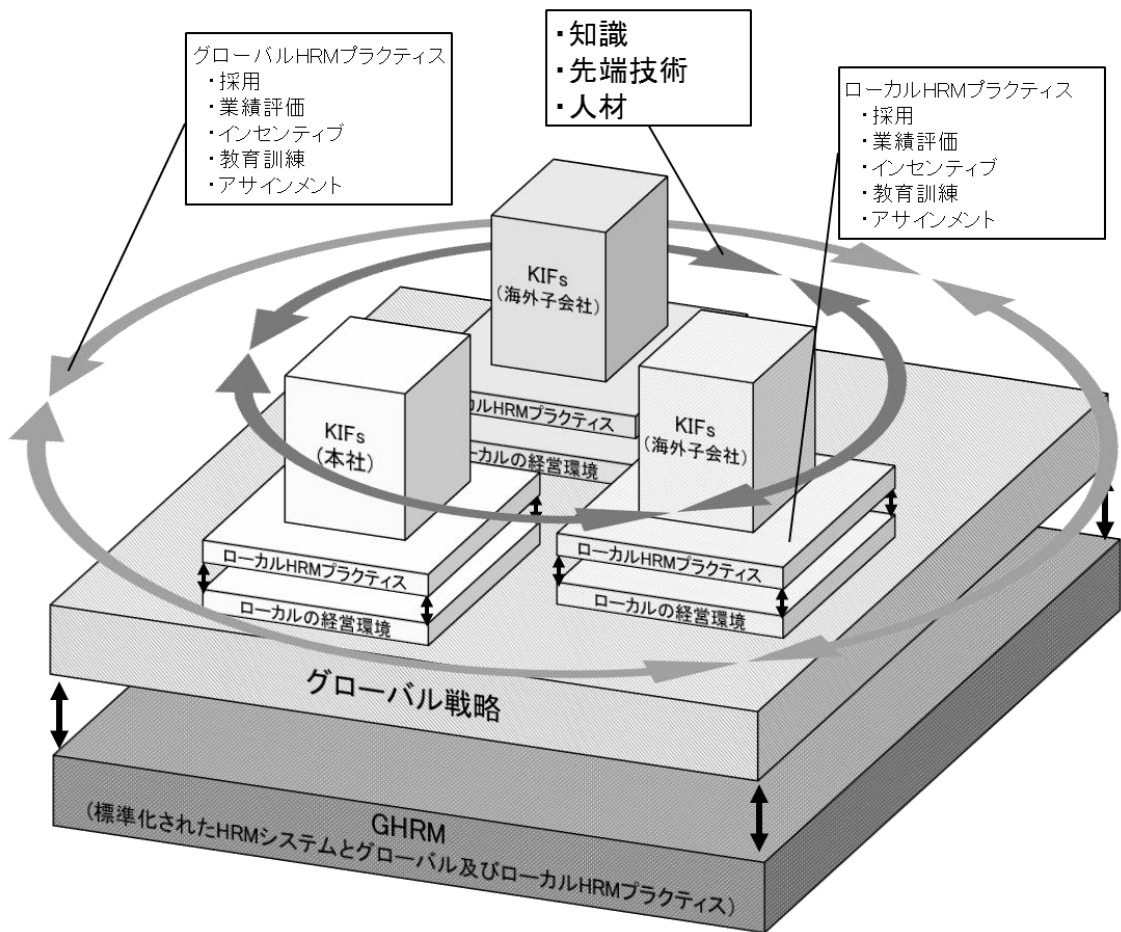 グローバルHRMプラクティス
・採用
・業績評価
・インセンティブ
・教育訓練
・アサインメント
・知識
・先端技術
・人材
ローカルHRMプラクティス
・採用
・業績評価
・インセンティブ
・教育訓練
・アサインメント
KIFs
(海外子会社)
カルHRMプラクティス
ーカルの経営環境
KIFs
(本社)
KIFs
(海外子会社)
ローカルHRMプラクティス
ローカルの経営環境
ローカルHRMプラクティス
ローカルの経営環境
グローバル戦略
GHRM
(標準化されたHRMシステムとグローバル及びローカルHRMプラクティス)